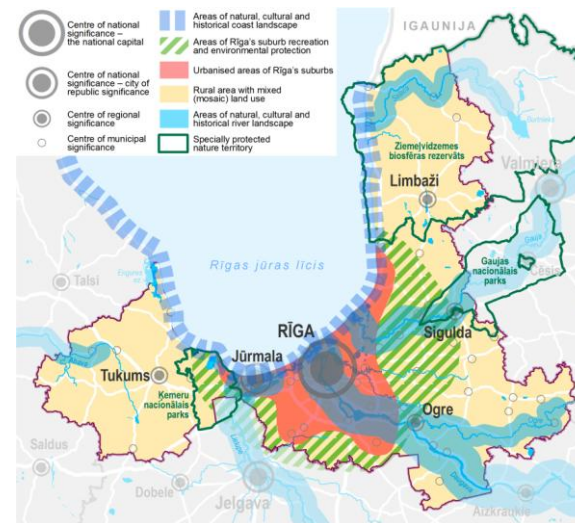 Centre of national
significance –
the national capital
Centre of national
significance – city of
republic significance
Centre of regional
significance
Centre of municipal
significance
Areas of natural, cultural and
historical coast landscape
Areas of Rīga's suburb recreation
and environmental protection
Urbanised areas of Rīga's suburbs
Rural area with mixed
(mosaic) land use
Areas of natural, cultural and
historical river landscape
Specially protected
nature territory
IGAUNIJA
Ziemeļvidzemes
biosfēras rezervāts
Valmiera
Limbaži
Gauja
Gaujas
nacionālais
parks
Cēsis
Rīgas jūras līcis
Talsi
Sigulda
RĪGA
Jūrmala
Tukums
Ķemeru
nacionālais
parks
Ogre
Lielupe
Daugava
Saldus
Dobele
Jelgava
Aizkraukle